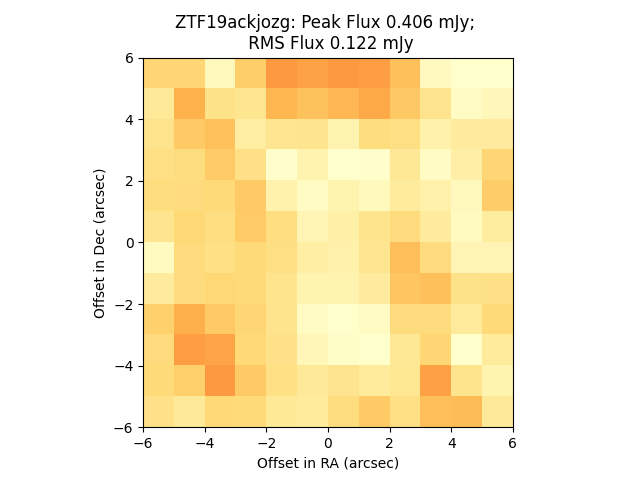 ZTF19ackjozg: Peak Flux 0.406 mJy;
RMS Flux 0.122 mJy
6
4
2
0
−2
−4
−6
Offset in Dec (arcsec)
−6 −4 −2 0 2 4 6
Offset in RA (arcsec)